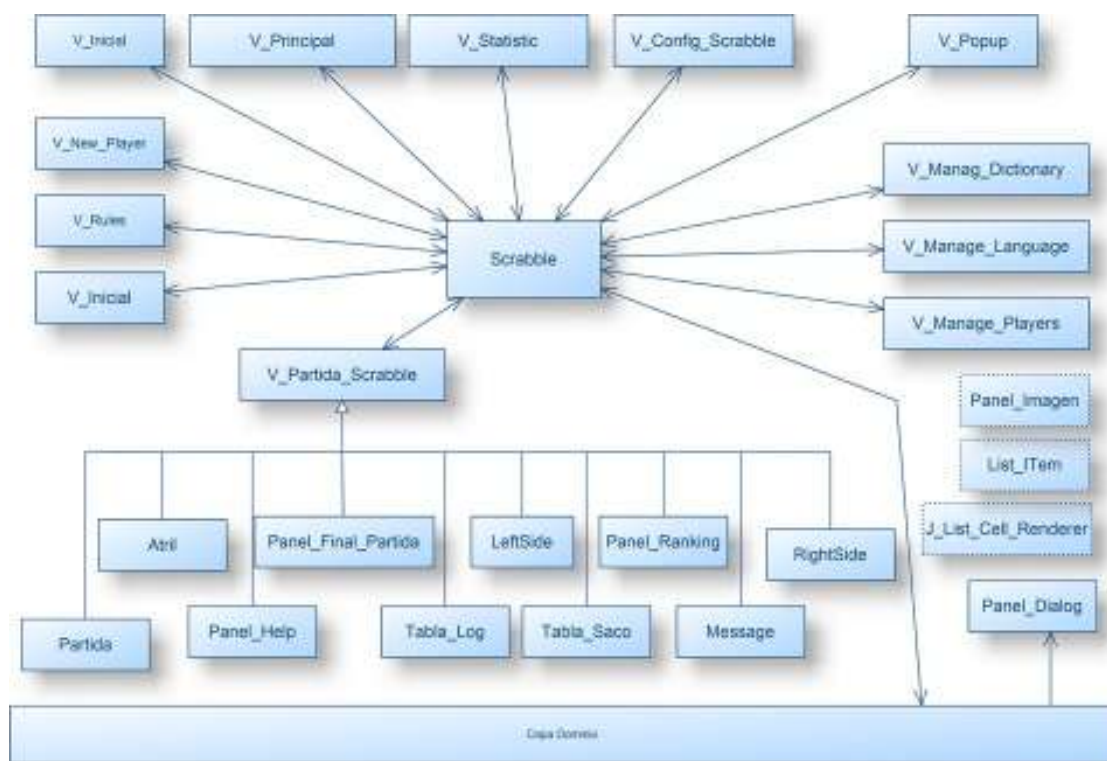 V_Inicial
V_Principal
V_Statistic
V_Config_Scrabble
V_Popup
V_New_Player
V_Manag_Dictionary
V_Rules
V_Manage_Language
Scrabble
V_Inicial
V_Manage_Players
V_Partida_Scrabble
Panel_Imagen
List_ITem
J_List_Cell_Renderer
Atril
Panel_Final_Partida
LeftSide
Panel_Ranking
RightSide
Panel_Dialog
Partida
Panel_Help
Tabla_Log
Tabla_Saco
Message
Capa Dominio